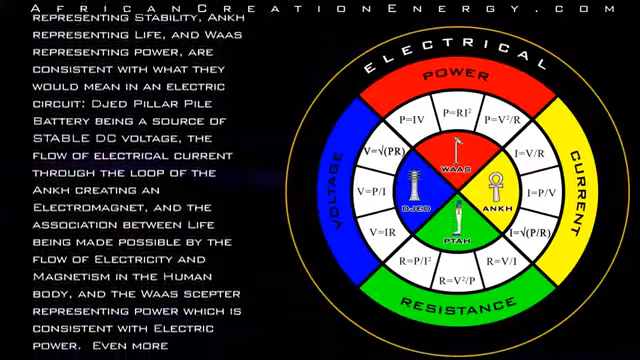 AfricanCreationEnergy.com
representing Stability, Ankh
representing Life, and Waas
representing power, are
consistent with what they
would mean in an electric
circuit: Djed Pillar Pile
Battery being a source of
STABLE DC voltage, the
flow of electrical current
through the loop of the
Ankh creating an
Electromagnet, and the
association between Life
being made possible by the
flow of Electricity and
Magnetism in the Human
body, and the Waas scepter
representing power which is
consistent with Electric
power. Even more
ELECTRICAL
POWER
P=IV
P=RI²
P=V²/R
VOLTAGE
V=√(PR)
V=P/I
V=IR
CURRENT
I=V/R
I=P/V
I=√(P/R)
WAAS
DJED
ANKH
PTAH
R=P/I²
R=V²/P
R=V/I
RESISTANCE